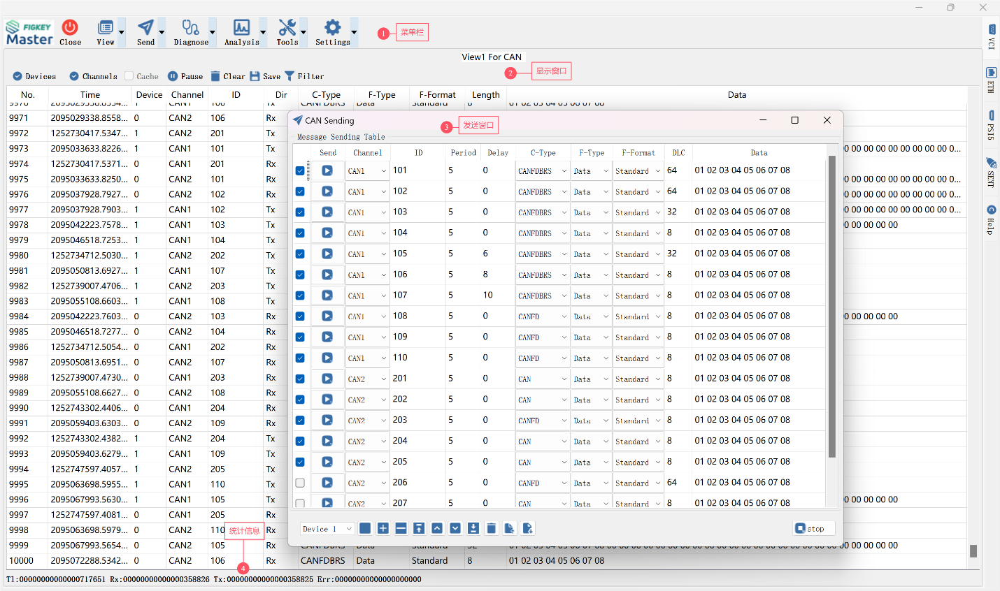 FIGKEY
Master
Close View Send Diagnose Analysis Tools Settings
1 菜单栏
View1 For CAN
2 显示窗口
Devices Channels Cache Pause Clear Save Filter
No. Time Device Channel ID Dir C-Type F-Type F-Format Length Data
9971 2095029338.8558... 0 CAN2 106 Rx
9972 1252730417.5347... 1 CAN2 201 Tx
9973 2095033633.8226... 1 CAN1 101 Tx 00 00 00 00 00 00 00 00 00 0...
9974 1252730417.5371... 0 CAN1 201 Rx
9975 2095033633.8250... 0 CAN2 101 Rx 00 00 00 00 00 00 00 00 00 0...
9976 2095037928.7927... 0 CAN2 102 Rx 00 00 00 00 00 00 00 00 00 0...
9977 2095037928.7903... 1 CAN1 102 Tx 00 00 00 00 00 00 00 00 00 0...
9978 2095042223.7578... 1 CAN1 103 Tx 00 00 00 00 00
9979 2095046518.7253... 1 CAN1 104 Tx
9980 1252734712.5030... 1 CAN2 202 Tx
9981 2095050813.6927... 1 CAN1 107 Tx
9982 1252739007.4706... 1 CAN2 203 Tx
9983 2095055108.6603... 1 CAN1 108 Tx
9984 2095042223.7603... 0 CAN2 103 Rx 00 00 00 00 00
9985 2095046518.7277... 0 CAN2 104 Rx
9986 1252734712.5054... 0 CAN1 202 Rx
9987 2095050813.6951... 0 CAN2 107 Rx
9988 1252739007.4730... 0 CAN1 203 Rx
9989 2095055108.6627... 0 CAN2 108 Rx
9990 1252743302.4406... 0 CAN1 204 Rx
9991 2095059403.6303... 0 CAN2 109 Rx
9992 1252743302.4382... 1 CAN2 204 Tx
9993 2095059403.6279... 1 CAN1 109 Tx
9994 1252747597.4057... 1 CAN2 205 Tx
9995 2095063698.5955... 1 CAN1 110 Tx
9996 2095067993.5630... 1 CAN1 105 Tx 00 00 00 00 00
9997 1252747597.4081... 0 CAN1 205 Rx
9998 2095063698.5979... 0 CAN2 110 Rx
9999 2095067993.5654... 0 CAN2 105 Rx
10000 2095072288.5342... 0 CAN2 106 Rx CANFDBRS Data Standard 8 01 02 03 04 05 06 07 08
统计信息
4
Tl:00000000000000717651 Rx:00000000000000358826 Tx:00000000000000358825 Err:00000000000000000000
CAN Sending
3 发送窗口
Message Sending Table
Send Channel ID Period Delay C-Type F-Type F-Format DLC Data
CAN1 101 5 0 CANFDBRS Data Standard 64 01 02 03 04 05 06 07 08
CAN1 102 5 0 CANFDBRS Data Standard 64 01 02 03 04 05 06 07 08
CAN1 103 5 0 CANFDBRS Data Standard 32 01 02 03 04 05 06 07 08
CAN1 104 5 0 CANFDBRS Data Standard 8 01 02 03 04 05 06 07 08
CAN1 105 5 6 CANFDBRS Data Standard 32 01 02 03 04 05 06 07 08
CAN1 106 5 8 CANFDBRS Data Standard 8 01 02 03 04 05 06 07 08
CAN1 107 5 10 CANFDBRS Data Standard 8 01 02 03 04 05 06 07 08
CAN1 108 5 0 CANFD Data Standard 8 01 02 03 04 05 06 07 08
CAN1 109 5 0 CANFD Data Standard 8 01 02 03 04 05 06 07 08
CAN1 110 5 0 CANFD Data Standard 8 01 02 03 04 05 06 07 08
CAN2 201 5 0 CAN Data Standard 8 01 02 03 04 05 06 07 08
CAN2 202 5 0 CAN Data Standard 8 01 02 03 04 05 06 07 08
CAN2 203 5 0 CANFD Data Standard 8 01 02 03 04 05 06 07 08
CAN2 204 5 0 CAN Data Standard 8 01 02 03 04 05 06 07 08
CAN2 205 5 0 CAN Data Standard 8 01 02 03 04 05 06 07 08
CAN2 206 5 0 CANFD Data Standard 64 01 02 03 04 05 06 07 08
CAN2 207 5 0 CAN Data Standard 8 01 02 03 04 05 06 07 08
Device 1 stop
VCI
ETH
PSI5
SENT
Help